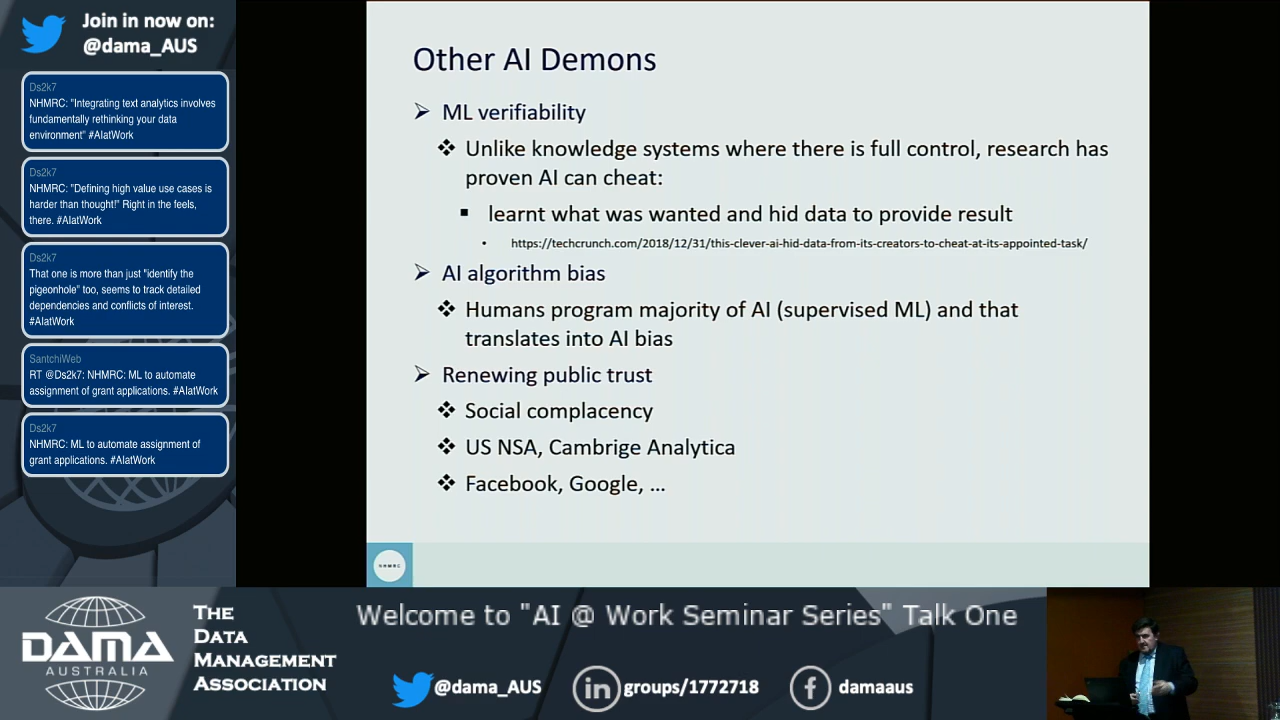 Join in now on:
@dama_AUS
Ds2k7
NHMRC: "Integrating text analytics involves
fundamentally rethinking your data
environment" #AIatWork
Ds2k7
NHMRC: "Defining high value use cases is
harder than thought!" Right in the feels,
there. #AIatWork
Ds2k7
That one is more than just "identify the
pigeonhole" too, seems to track detailed
dependencies and conflicts of interest.
#AIatWork
SantchiWeb
RT @Ds2k7: NHMRC: ML to automate
assignment of grant applications. #AIatWork
Ds2k7
NHMRC: ML to automate assignment of
grant applications. #AIatWork
Other AI Demons
ML verifiability
Unlike knowledge systems where there is full control, research has
proven AI can cheat:
learnt what was wanted and hid data to provide result
https://techcrunch.com/2018/12/31/this-clever-ai-hid-data-from-its-creators-to-cheat-at-its-appointed-task/
AI algorithm bias
Humans program majority of AI (supervised ML) and that
translates into AI bias
Renewing public trust
Social complacency
US NSA, Cambrige Analytica
Facebook, Google, ...
NHMRC
DAMA
AUSTRALIA
THE
DATA
MANAGEMENT
ASSOCIATION
Welcome to "AI @ Work Seminar Series" Talk One
@dama_AUS
in groups/1772718
f damaaus